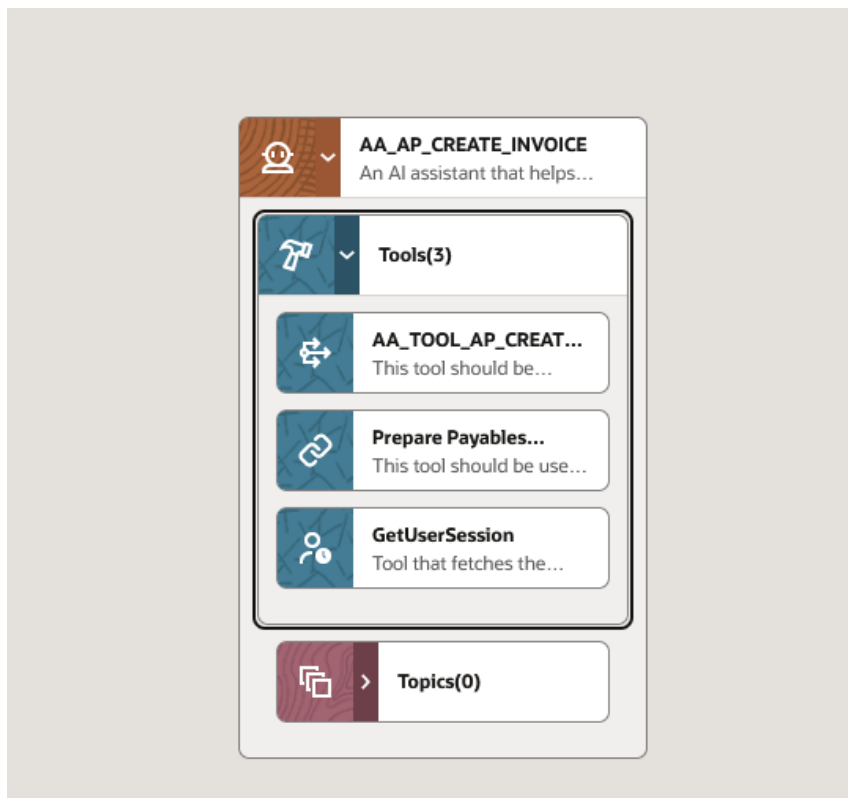 AA_AP_CREATE_INVOICE
An AI assistant that helps...
Tools(3)
AA_TOOL_AP_CREAT...
This tool should be...
Prepare Payables...
This tool should be use...
GetUserSession
Tool that fetches the...
Topics(0)